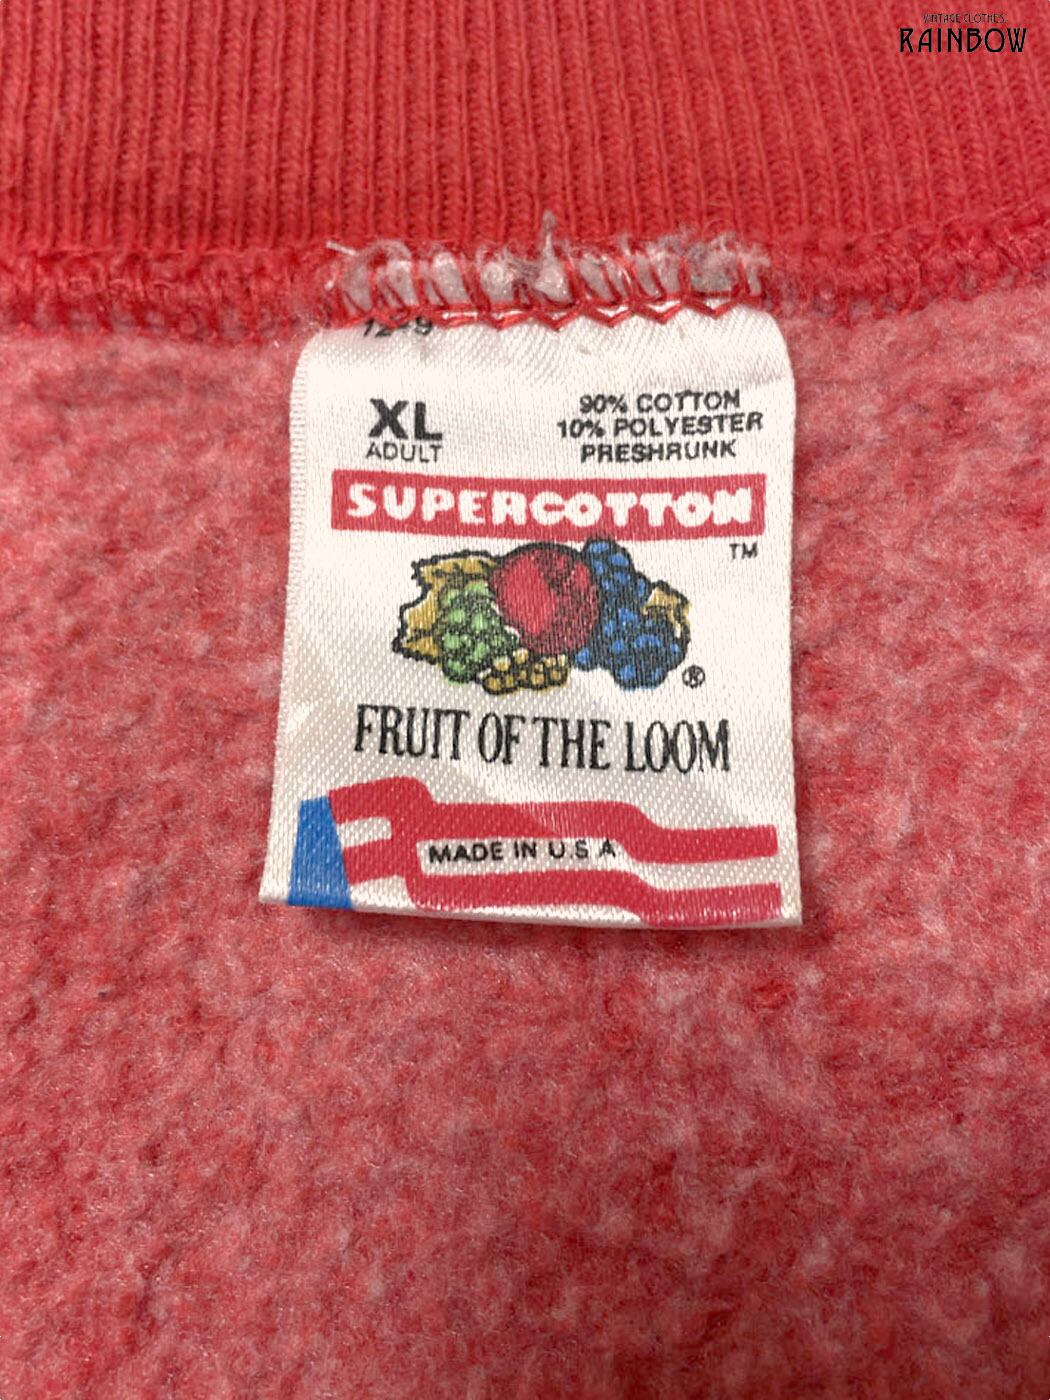 VINTAGE CLOTHES
RAINBOW
XL
ADULT
90% COTTON
10% POLYESTER
PRESHRUNK
SUPERCOTTON
TM
®
FRUIT OF THE LOOM
MADE IN U.S A